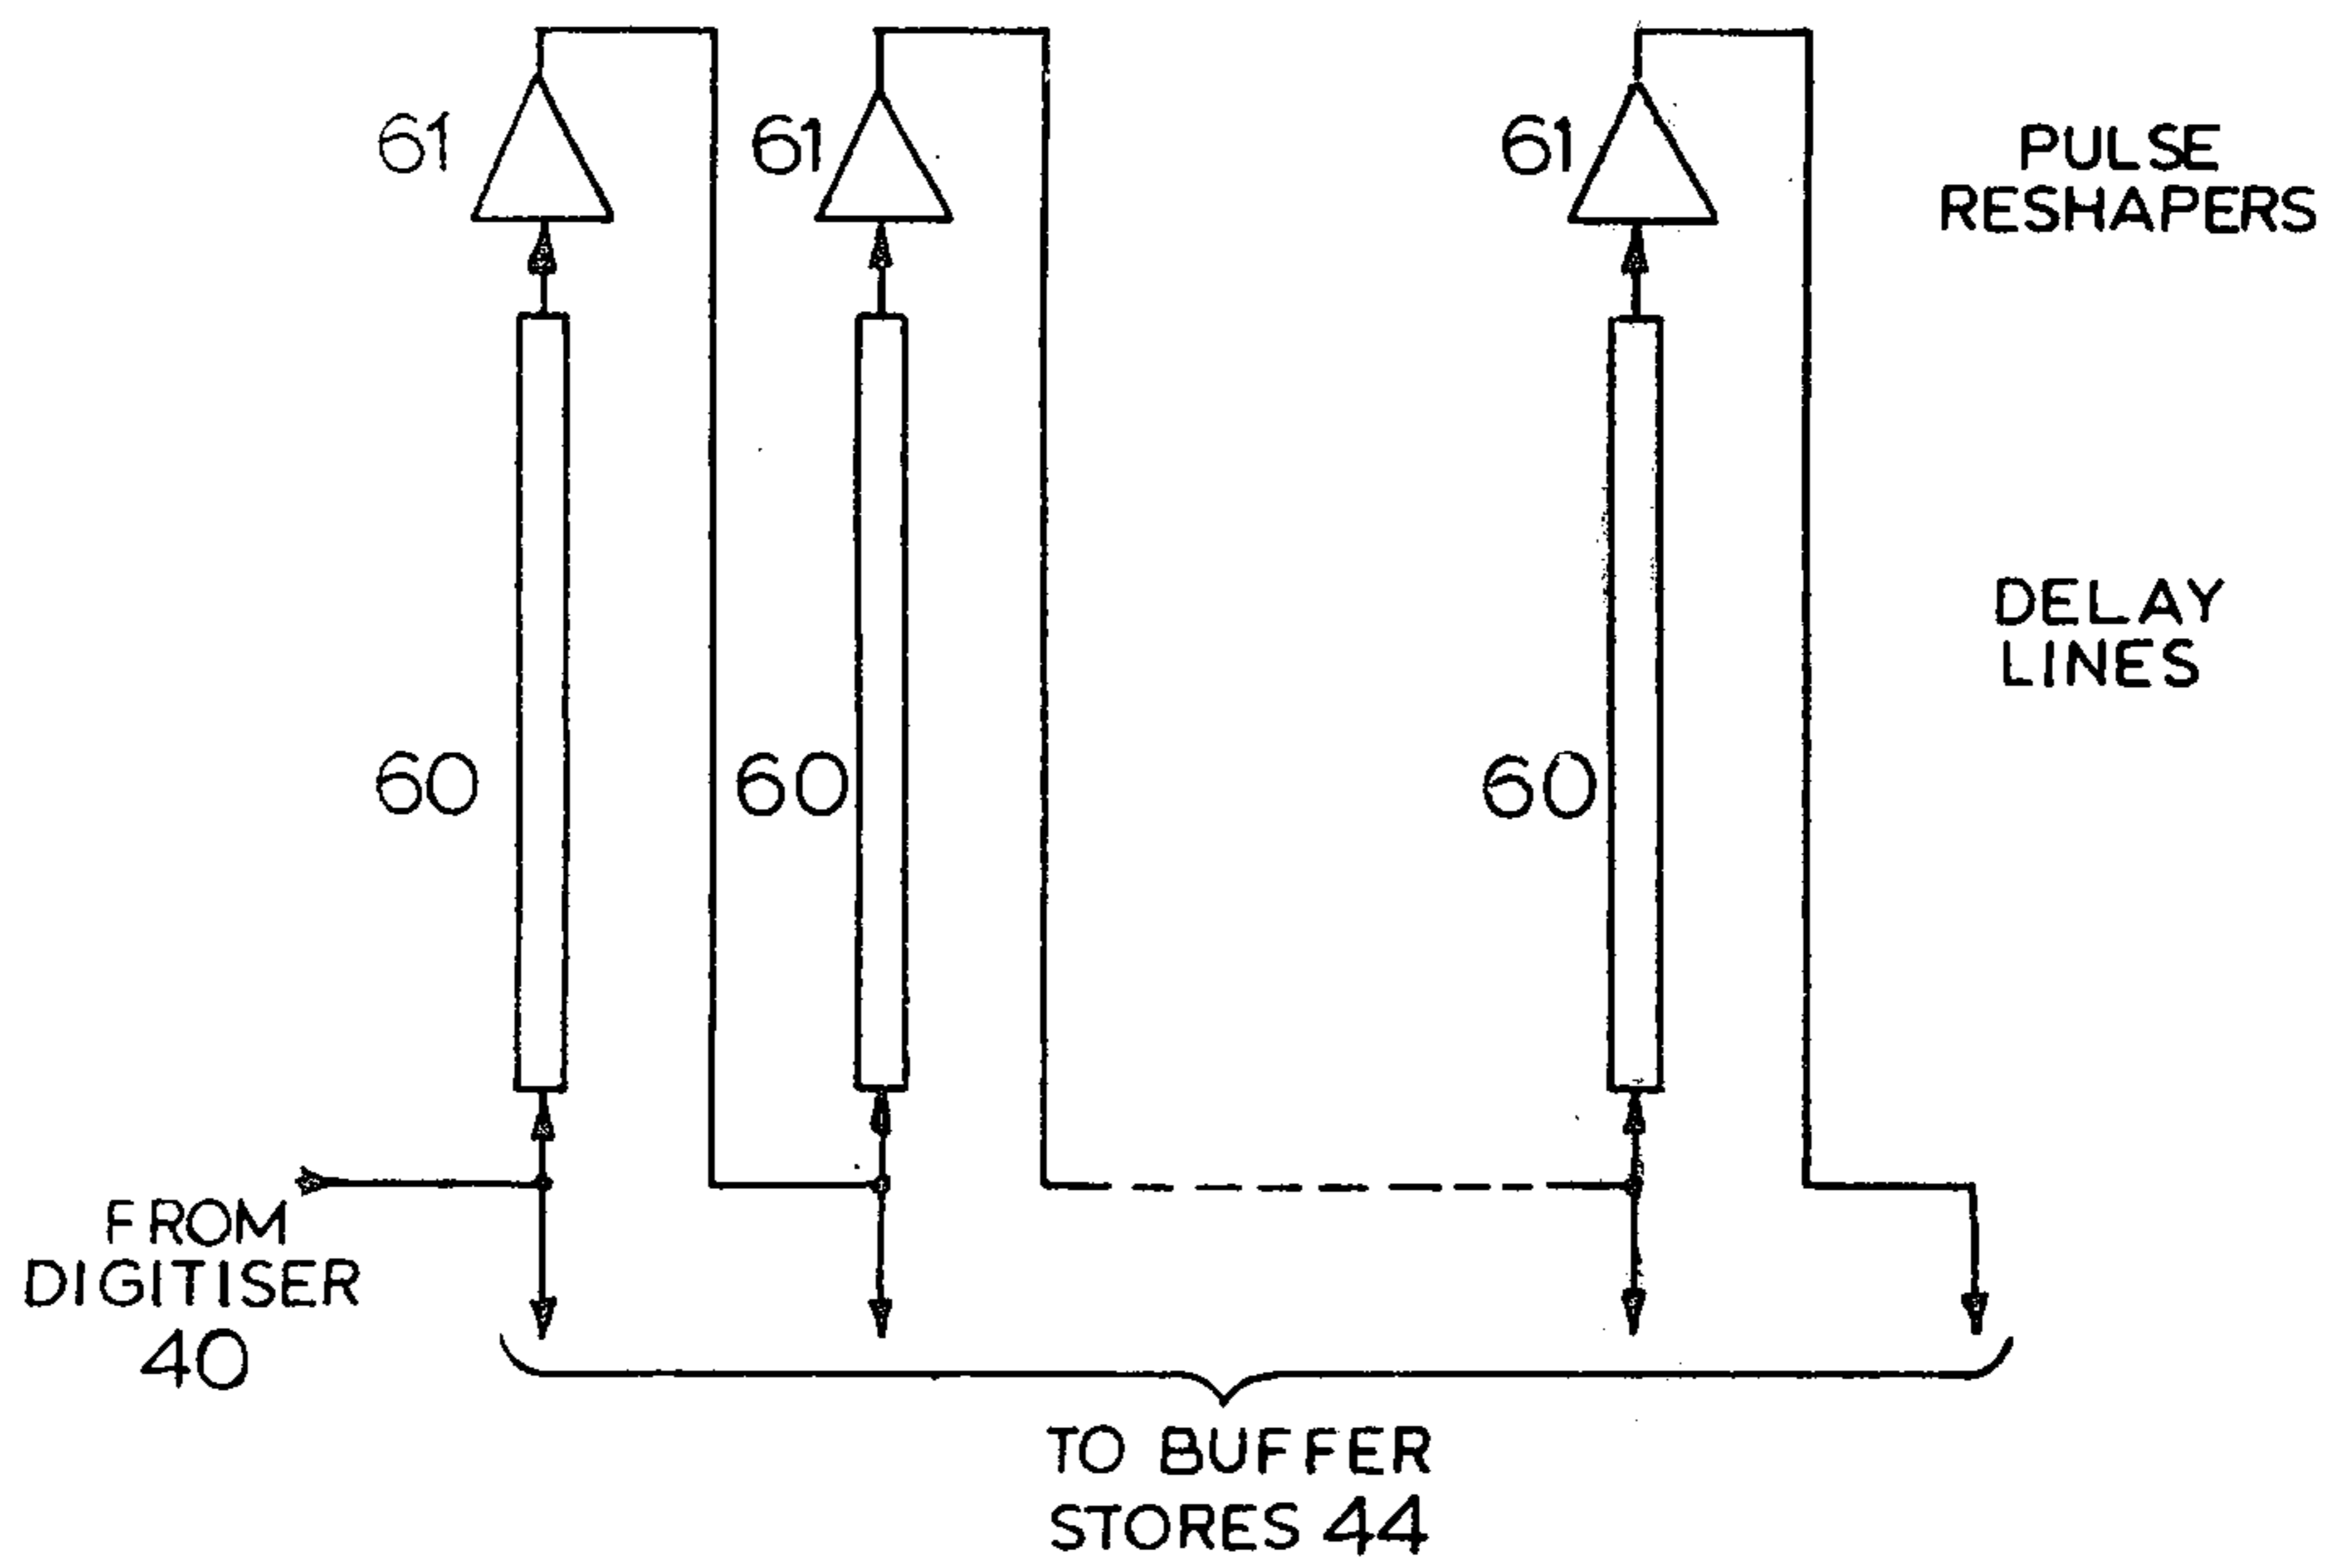 61
61
61
PULSE
RESHAPERS
DELAY
LINES
60
60
60
FROM
DIGITISER
40
TO BUFFER
STORES 44